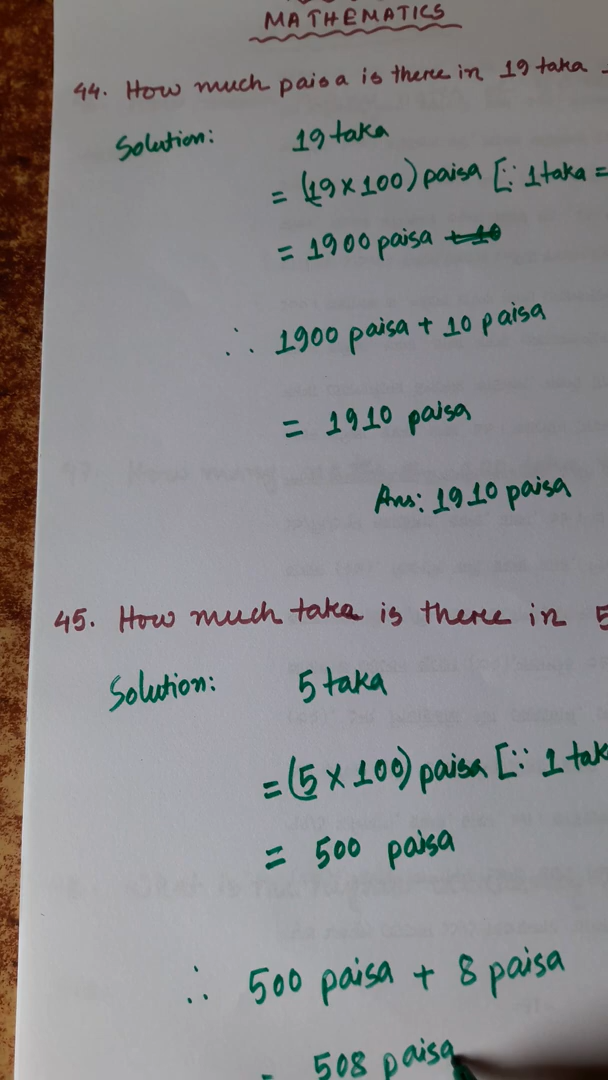 MATHEMATICS
44. How much paisa is there in 19 taka
Solution: 19 taka
= (19 × 100) paisa [∵ 1 taka =
= 1900 paisa
∴ 1900 paisa + 10 paisa
= 1910 paisa
Ans: 1910 paisa
45. How much taka is there in 5
Solution: 5 taka
= (5 × 100) paisa [∵ 1 tak
= 500 paisa
∴ 500 paisa + 8 paisa
= 508 paisa